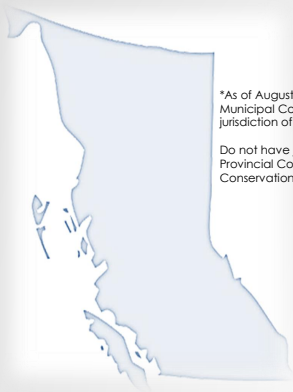 *As of August
Municipal Co
jurisdiction of
Do not have
Provincial Co
Conservation